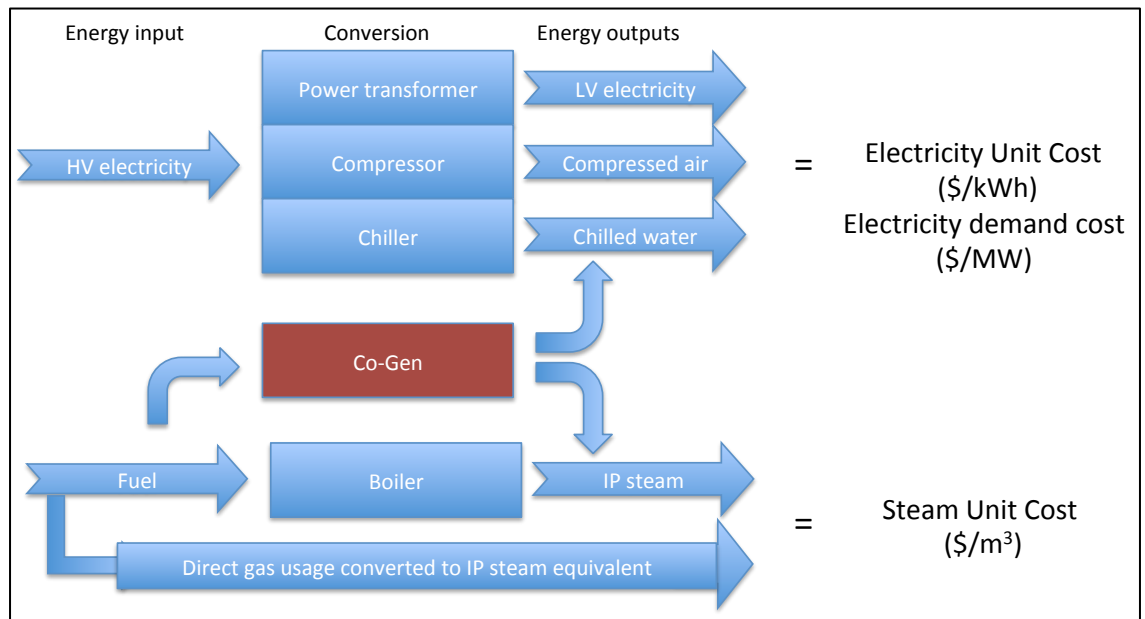 Energy input
Conversion
Energy outputs
Power transformer
LV electricity
HV electricity
Compressor
Compressed air
=
Electricity Unit Cost
($/kWh)
Electricity demand cost
($/MW)
Chiller
Chilled water
Co-Gen
Fuel
Boiler
IP steam
=
Steam Unit Cost
($/m³)
Direct gas usage converted to IP steam equivalent